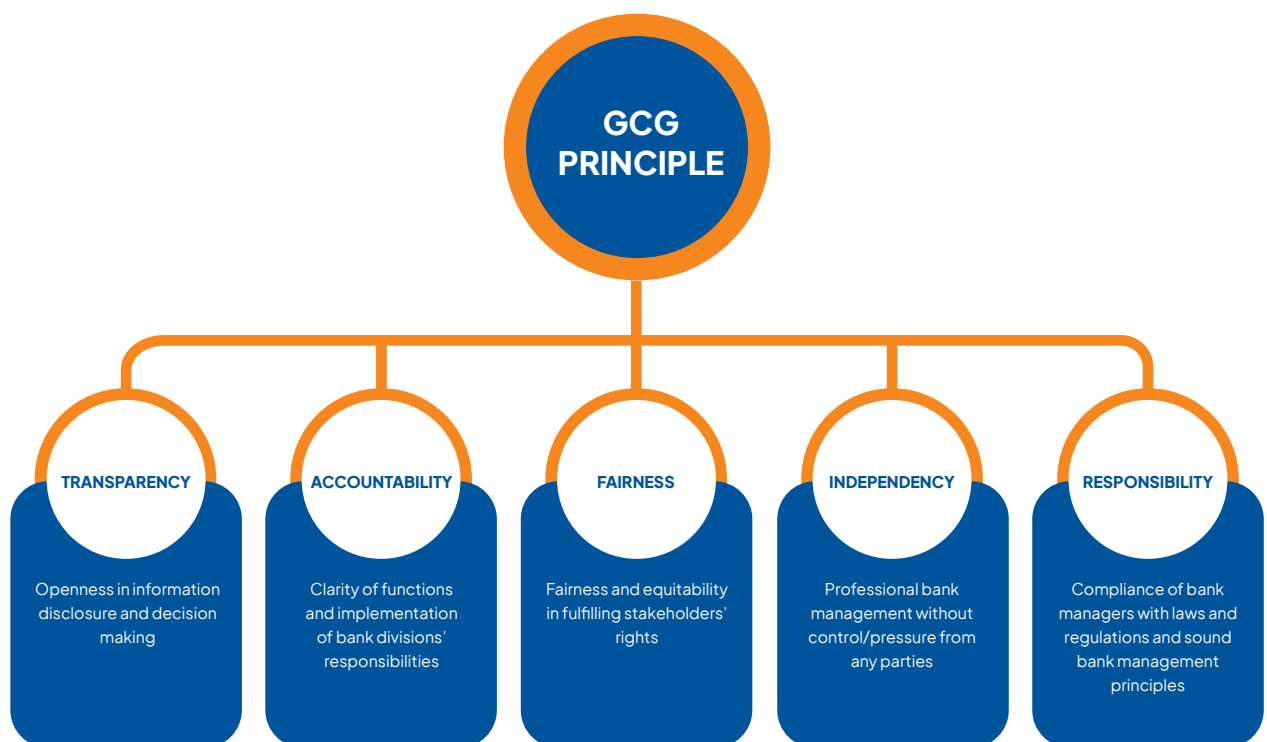 GCG
PRINCIPLE
TRANSPARENCY
Openness in information
disclosure and decision
making
ACCOUNTABILITY
Clarity of functions
and implementation
of bank divisions’
responsibilities
FAIRNESS
Fairness and equitability
in fulfilling stakeholders’
rights
INDEPENDENCY
Professional bank
management without
control/pressure from
any parties
RESPONSIBILITY
Compliance of bank
managers with laws and
regulations and sound
bank management
principles